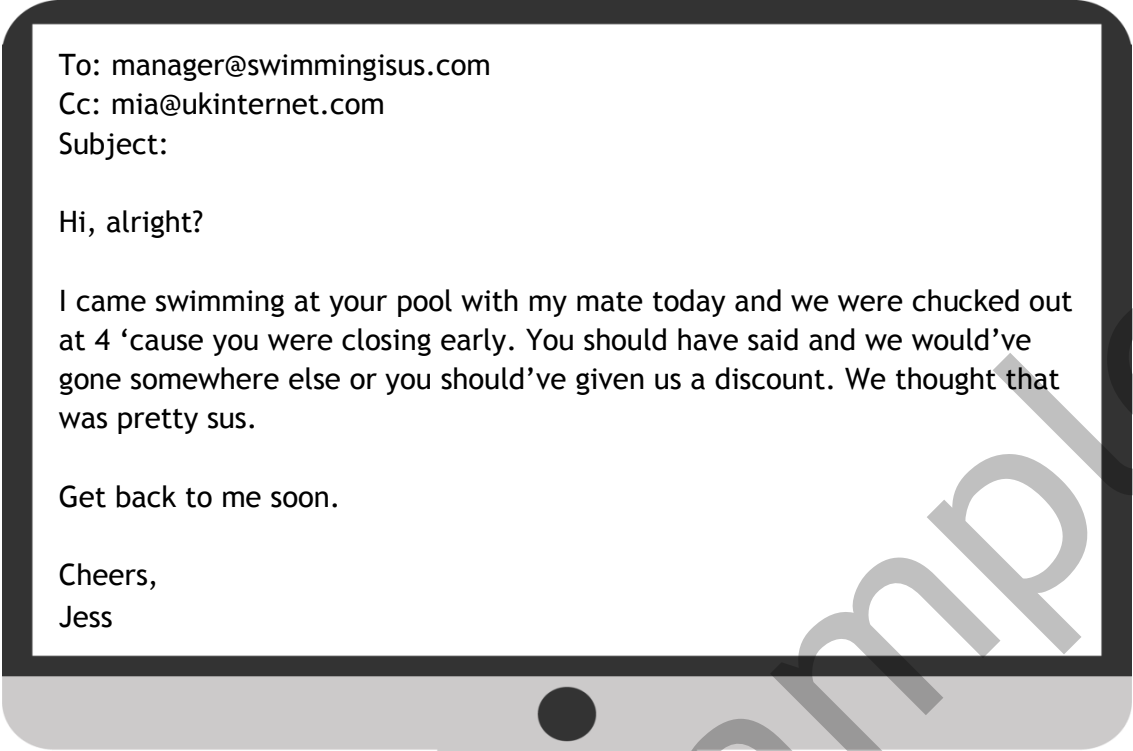 To: manager@swimmingisus.com
Cc: mia@ukinternet.com
Subject:
Hi, alright?
I came swimming at your pool with my mate today and we were chucked out
at 4 ‘cause you were closing early. You should have said and we would’ve
gone somewhere else or you should’ve given us a discount. We thought that
was pretty sus.
Get back to me soon.
Cheers,
Jess